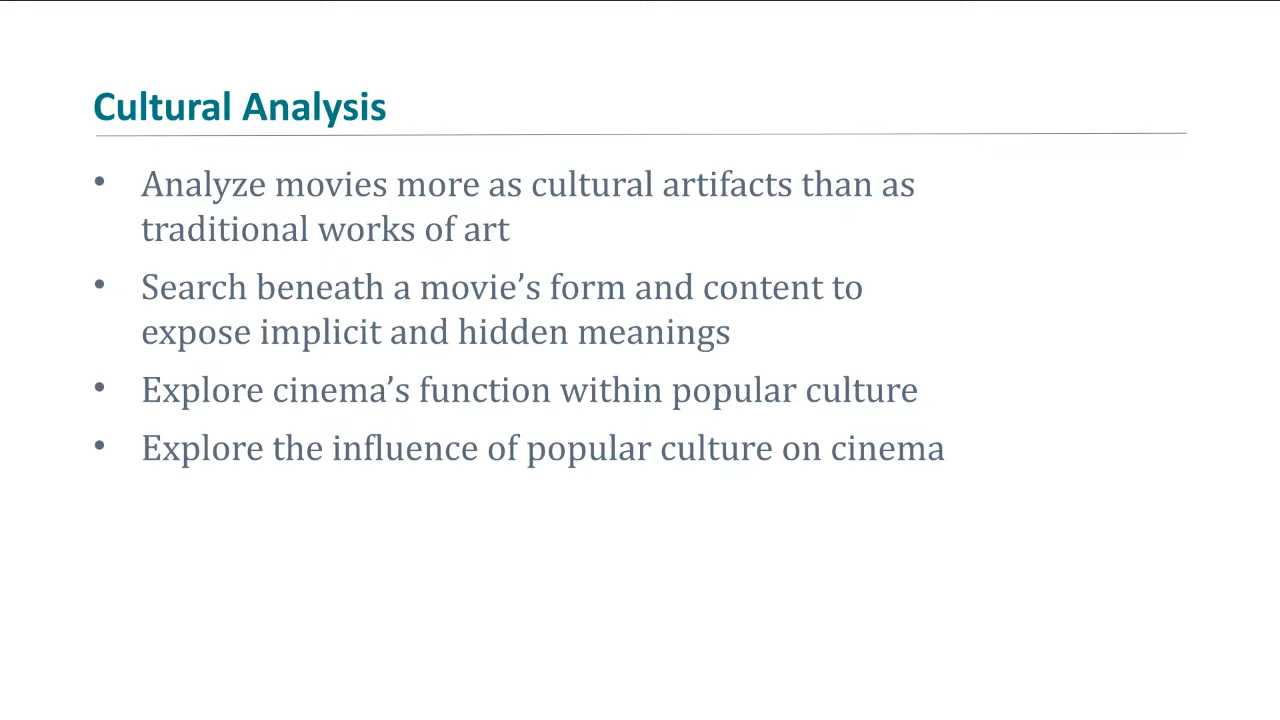 Cultural Analysis
• Analyze movies more as cultural artifacts than as
traditional works of art
• Search beneath a movie’s form and content to
expose implicit and hidden meanings
• Explore cinema’s function within popular culture
• Explore the influence of popular culture on cinema